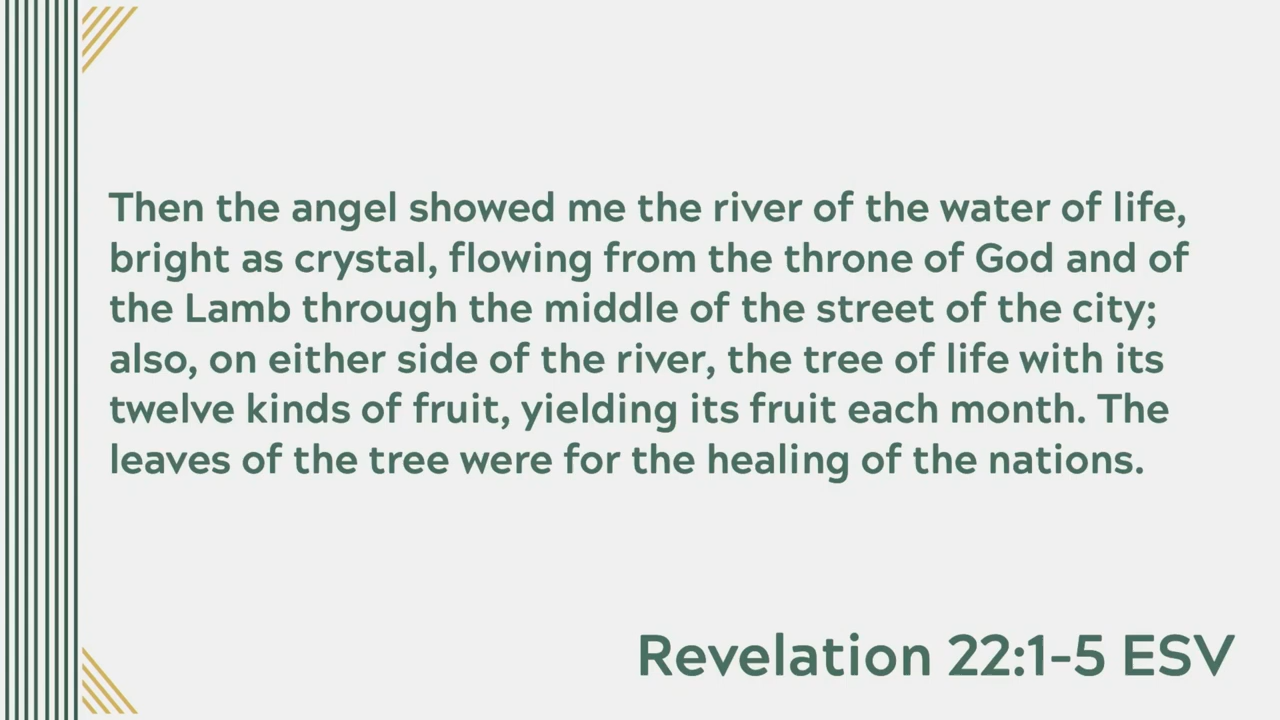 Then the angel showed me the river of the water of life,
bright as crystal, flowing from the throne of God and of
the Lamb through the middle of the street of the city;
also, on either side of the river, the tree of life with its
twelve kinds of fruit, yielding its fruit each month. The
leaves of the tree were for the healing of the nations.
Revelation 22:1-5 ESV